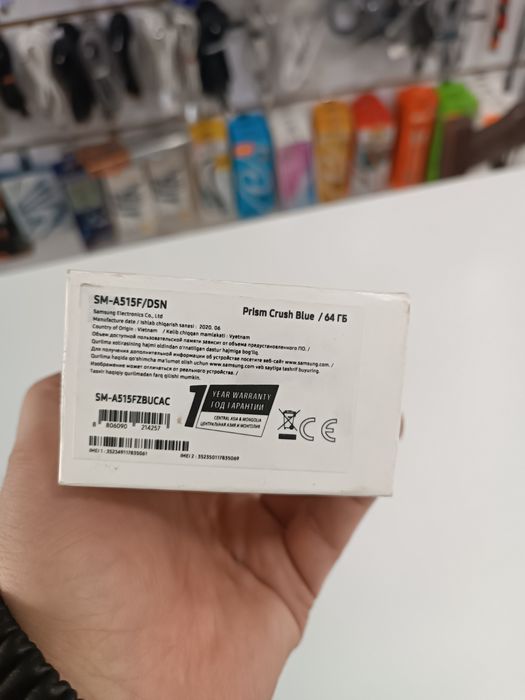 SM-A515F/DSN
Prism Crush Blue / 64 ГБ
Samsung Electronics Co., Ltd
Manufacture date / Ishlab chiqarish sanasi : 2020. 06
Country of Origin : Vietnam / Kelib chiqqan mamlakati : Vyetnam
Объем доступной пользователю памяти зависит от объема предустановленного ПО. /
Qurilma xotirasining hajmi oldindan o'rnatilgan dastur hajmiga bog'liq.
Для получения дополнительной информации об устройстве посетите веб-сайт www.samsung.com. /
Qurilma haqida qo'shimcha ma'lumot olish uchun www.samsung.com veb saytiga tashrif buyuring.
Изображение может отличаться от реального устройства. /
Tasvir haqiqiy qurilmadan farq qilishi mumkin.
SM-A515FZBUCAC
8 806090 214257
1 YEAR WARRANTY
ГОД ГАРАНТИИ
CENTRAL ASIA & MONGOLIA
ЦЕНТРАЛЬНАЯ АЗИЯ И МОНГОЛИЯ
CE
IMEI 1 : 352349117835061
IMEI 2 : 352350117835069